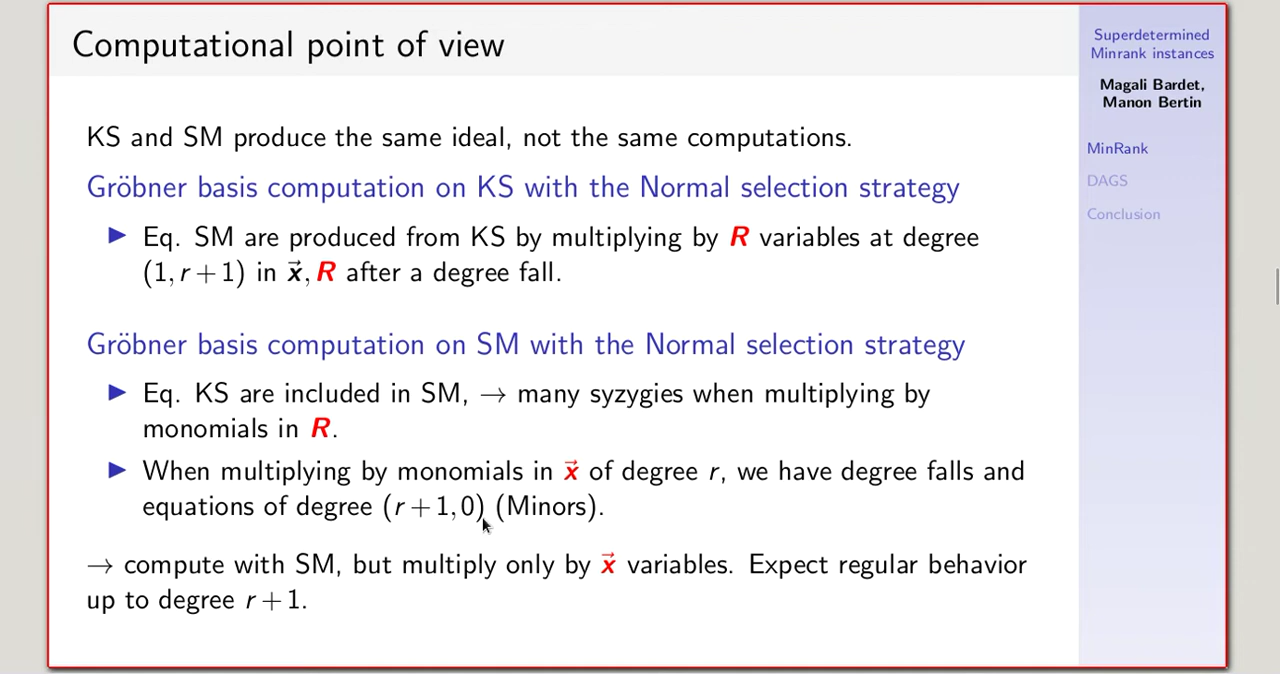 Computational point of view
KS and SM produce the same ideal, not the same computations.
Gröbner basis computation on KS with the Normal selection strategy
▶ Eq. SM are produced from KS by multiplying by R variables at degree
(1, r + 1) in x⃗, R after a degree fall.
Gröbner basis computation on SM with the Normal selection strategy
▶ Eq. KS are included in SM, → many syzygies when multiplying by
monomials in R.
▶ When multiplying by monomials in x⃗ of degree r, we have degree falls and
equations of degree (r + 1, 0) (Minors).
→ compute with SM, but multiply only by x⃗ variables. Expect regular behavior
up to degree r + 1.
Superdetermined
Minrank instances
Magali Bardet,
Manon Bertin
MinRank
DAGS
Conclusion